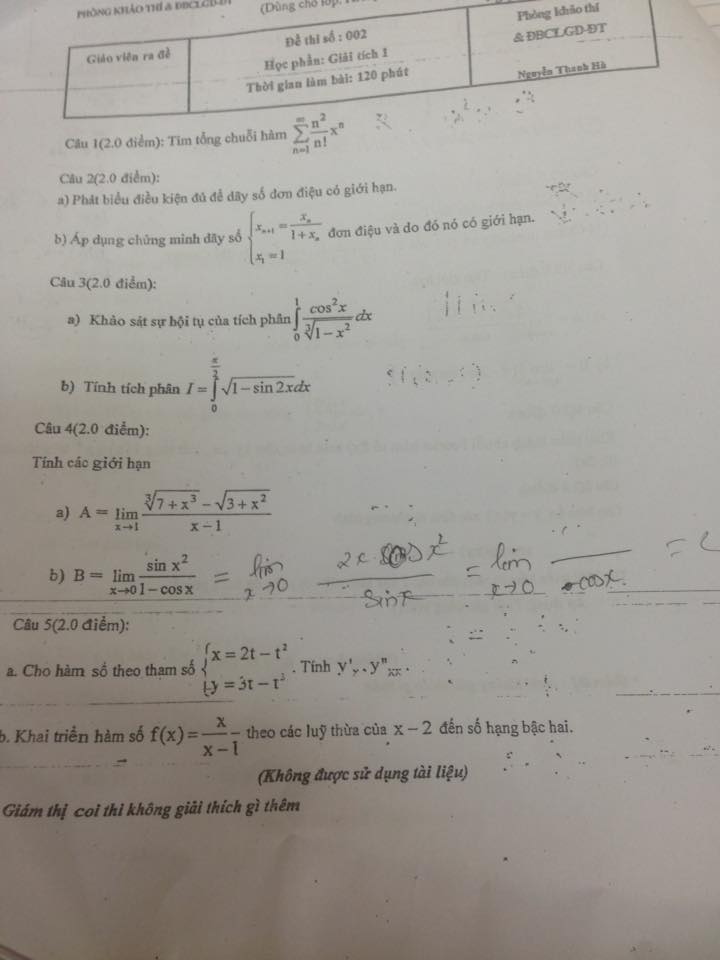 PHÒNG KHẢO THÍ & ĐBCLGD-ĐT
(Dùng cho lớp:
Giáo viên ra đề
Đề thi số : 002
Học phần: Giải tích 1
Thời gian làm bài: 120 phút
Phòng khảo thí
& ĐBCLGD-ĐT
Nguyễn Thanh Hà
Câu 1(2.0 điểm): Tìm tổng chuỗi hàm \sum_{n=1}^{\infty} \frac{n^2}{n!} x^n
Câu 2(2.0 điểm):
a) Phát biểu điều kiện đủ để dãy số đơn điệu có giới hạn.
b) Áp dụng chứng minh dãy số \begin{cases} x_{n+1} = \frac{x_n}{1+x_n} \\ x_1 = 1 \end{cases} đơn điệu và do đó nó có giới hạn.
Câu 3(2.0 điểm):
a) Khảo sát sự hội tụ của tích phân \int_0^1 \frac{cos^2 x}{\sqrt[3]{1-x^2}} dx
b) Tính tích phân I = \int_0^{\frac{\pi}{2}} \sqrt{1 - sin 2x} dx
Câu 4(2.0 điểm):
Tính các giới hạn
a) A = \lim_{x \to 1} \frac{\sqrt[3]{7+x^3} - \sqrt{3+x^2}}{x-1}
b) B = \lim_{x \to 0} \frac{sin x^2}{1 - cos x} = \lim_{x \to 0} \frac{2x cos x^2}{sin x} = \lim_{x \to 0} \frac{}{cos x} =
Câu 5(2.0 điểm):
a. Cho hàm số theo tham số \begin{cases} x = 2t - t^2 \\ y = 3t - t^3 \end{cases}. Tính y'_x, y''_{xx}.
b. Khai triển hàm số f(x) = \frac{x}{x-1} theo các luỹ thừa của x − 2 đến số hạng bậc hai.
(Không được sử dụng tài liệu)
Giám thị coi thi không giải thích gì thêm